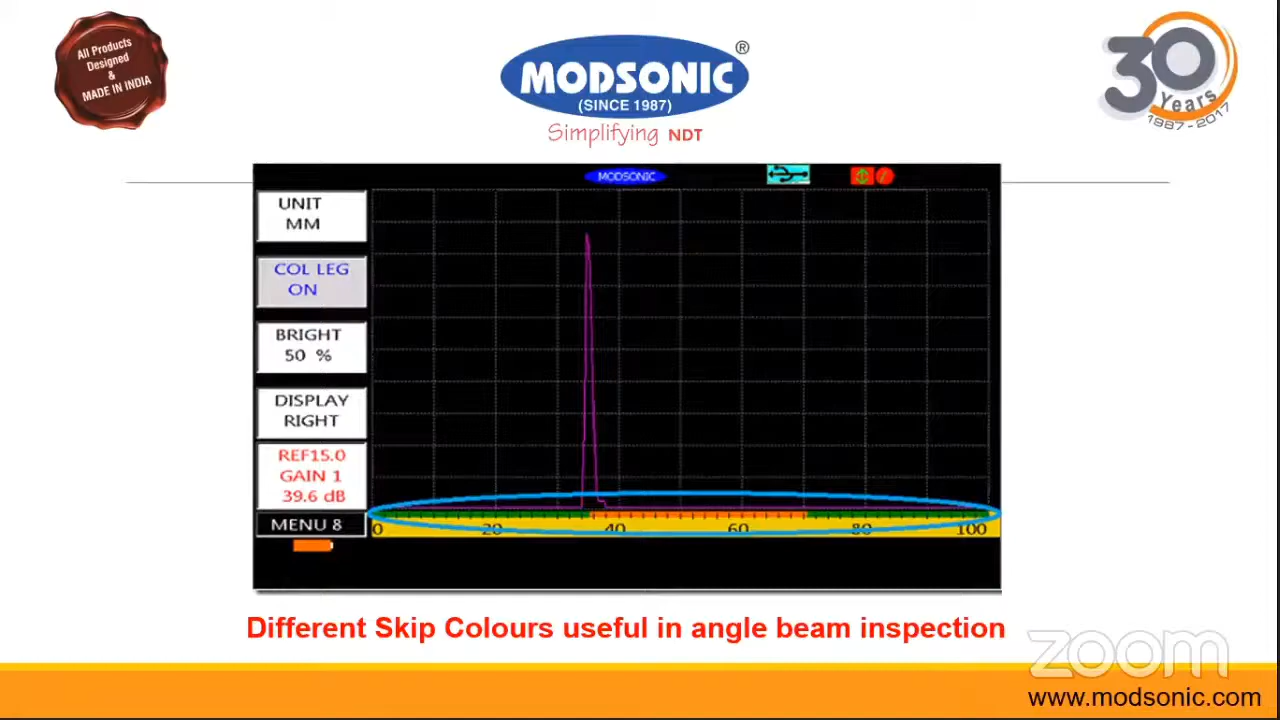 All Products
Designed
&
MADE IN INDIA
MODSONIC ®
(SINCE 1987)
Simplifying NDT
30
Years
1987 - 2017
MODSONIC
UNIT
MM
COL LEG
ON
BRIGHT
50 %
DISPLAY
RIGHT
REF15.0
GAIN 1
39.6 dB
MENU 8
0 20 40 60 80 100
Different Skip Colours useful in angle beam inspection
zoom
www.modsonic.com